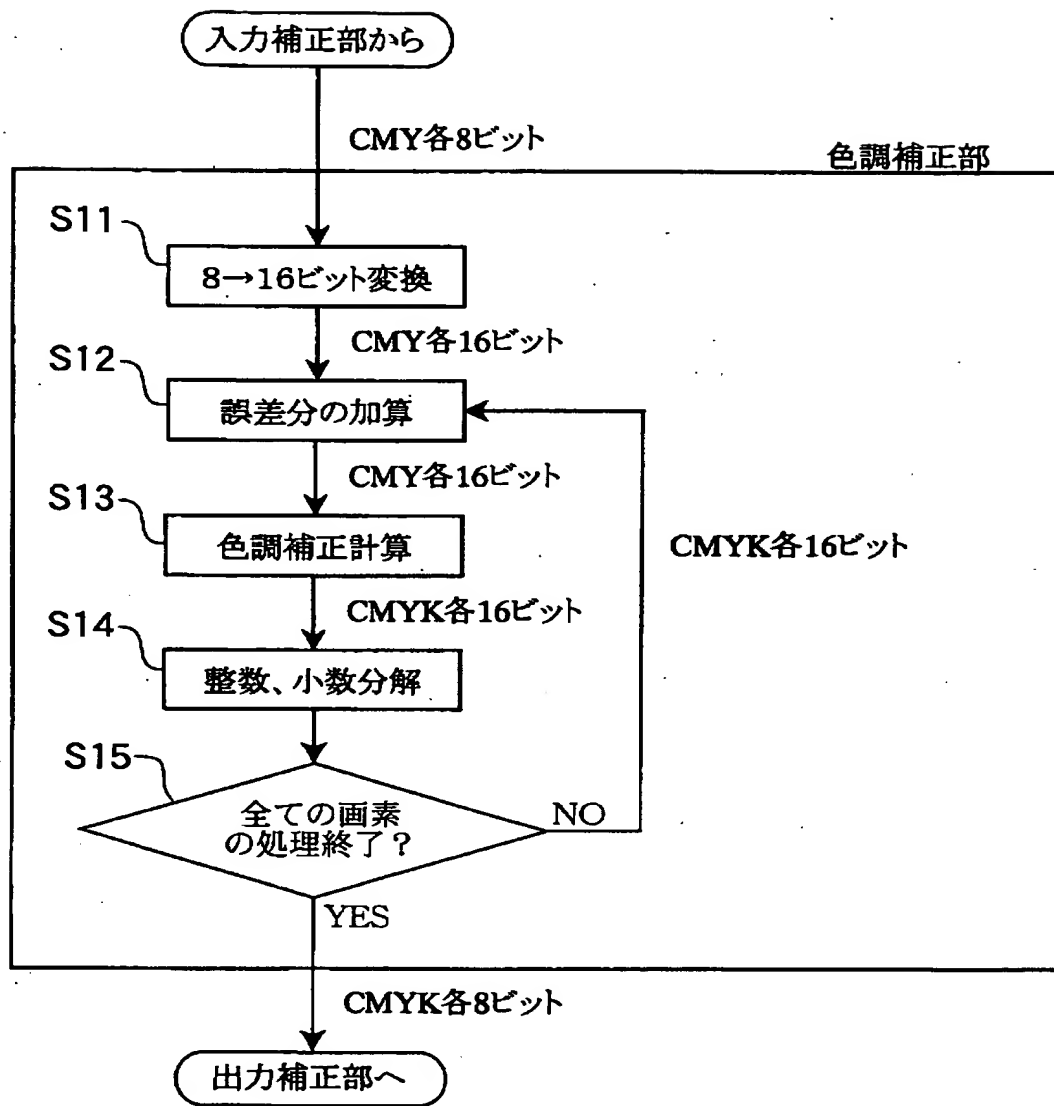 入力補正部から
CMY各8ビット
色調補正部
S11
8→16ビット変換
CMY各16ビット
S12
誤差分の加算
CMY各16ビット
S13
色調補正計算
CMYK各16ビット
CMYK各16ビット
S14
整数、小数分解
S15
全ての画素
の処理終了？
NO
YES
CMYK各8ビット
出力補正部へ